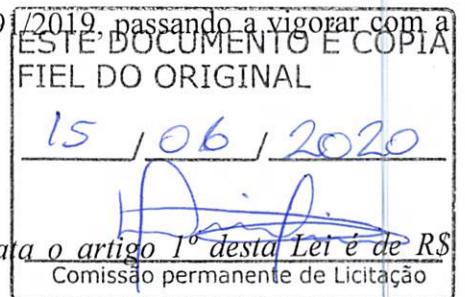 91/2019, passando a vigorar com a
ESTE DOCUMENTO É CÓPIA
FIEL DO ORIGINAL
15 / 06 / 2020
ata o artigo 1º desta Lei é de R$
Comissão permanente de Licitação